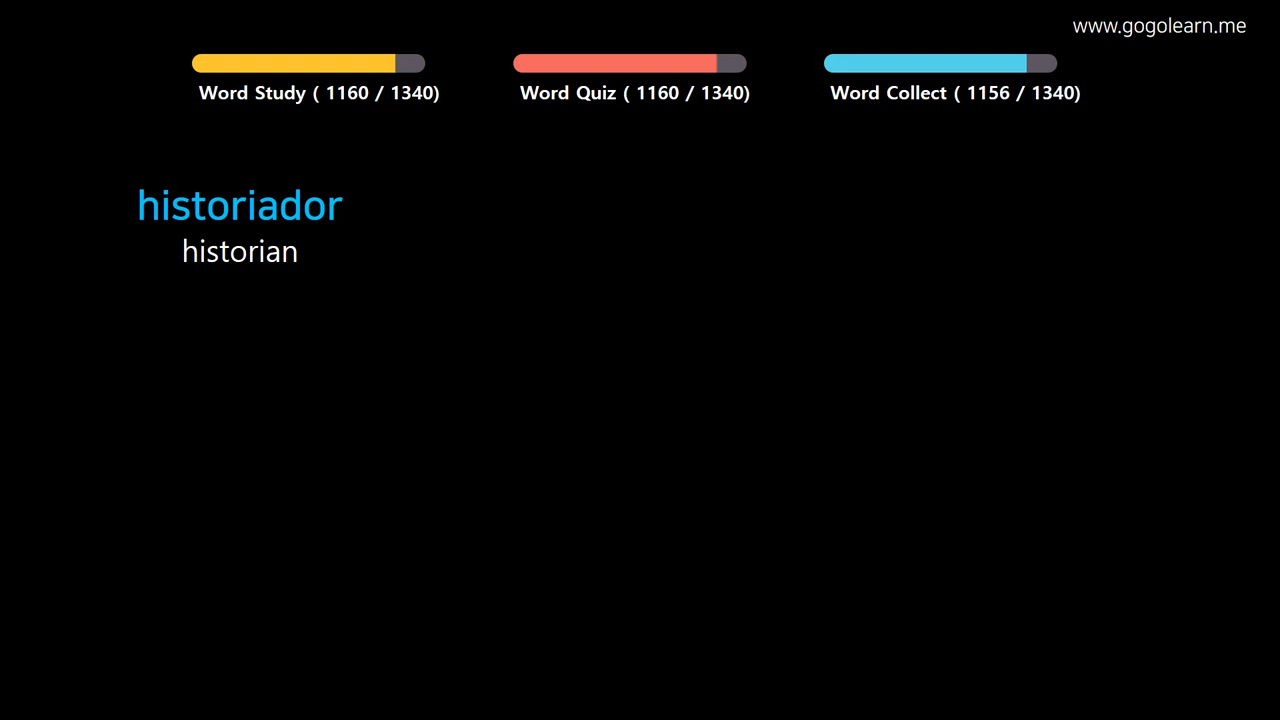 www.gogolearn.me
Word Study ( 1160 / 1340)
Word Quiz ( 1160 / 1340)
Word Collect ( 1156 / 1340)
historiador
historian